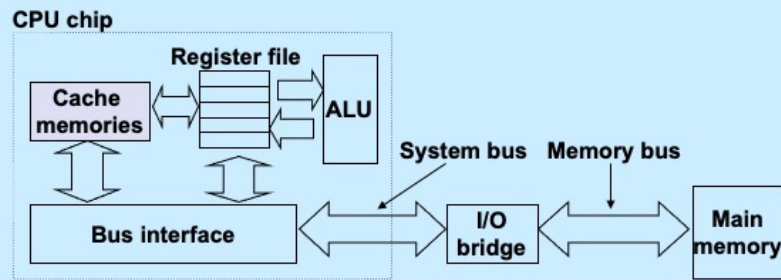 CPU chip
Register file
Cache
memories
ALU
System bus
Memory bus
Bus interface
I/O
bridge
Main
memory